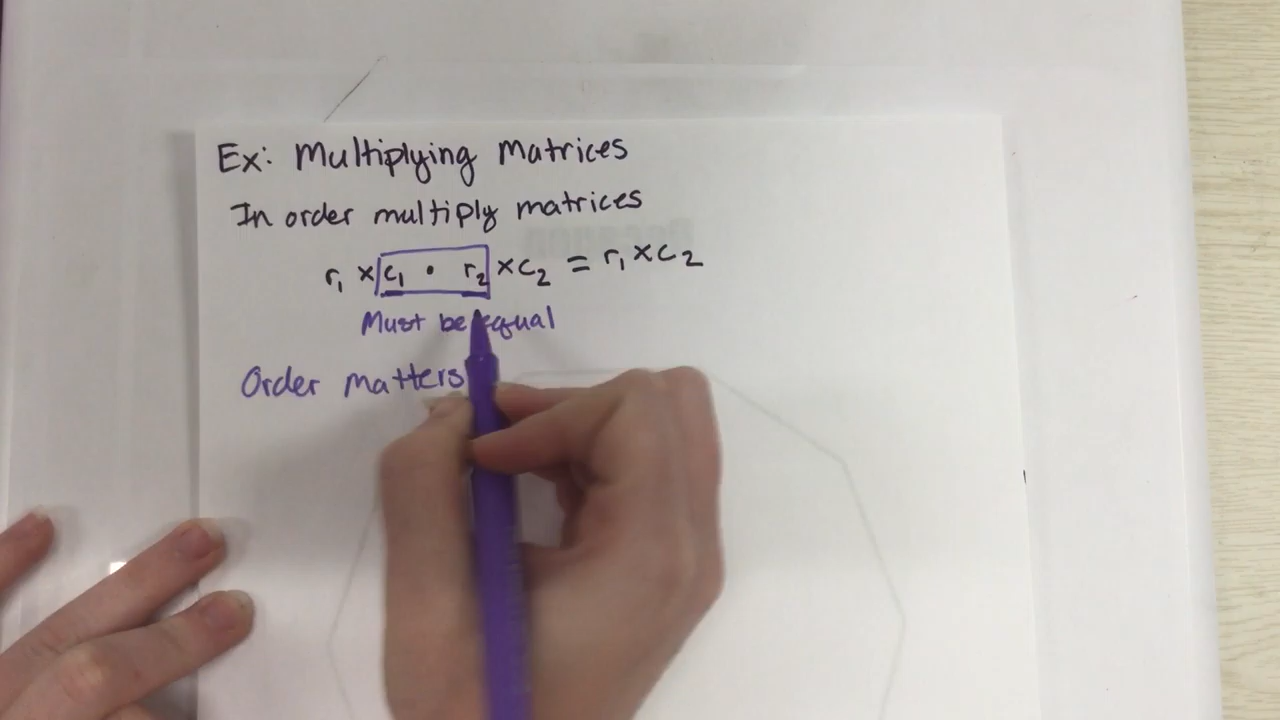 Ex: Multiplying Matrices
In order multiply matrices
r₁ × c₁ · r₂ × c₂ = r₁ × c₂
Must be equal
Order matters